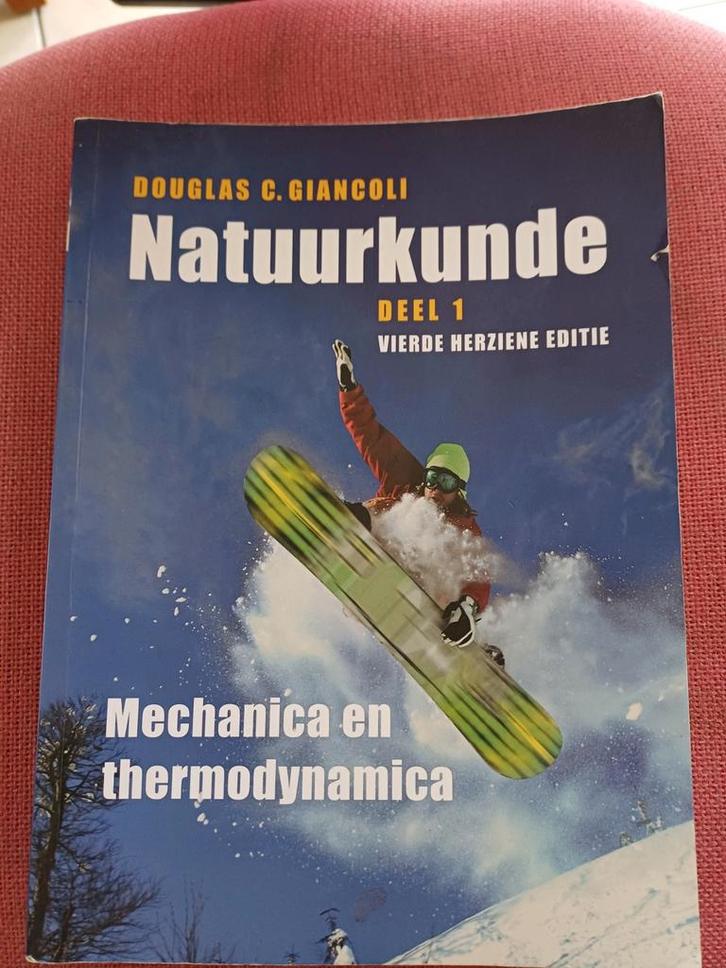 DOUGLAS C. GIANCOLI
Natuurkunde
DEEL 1
VIERDE HERZIENE EDITIE
Mechanica en
thermodynamica